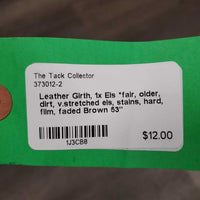 The Tack Collector
373012-2
Leather Girth, 1x Els *fair, older,
dirt, v.stretched els, stains, hard,
film, faded Brown 53"
1J3CB8
$12.00